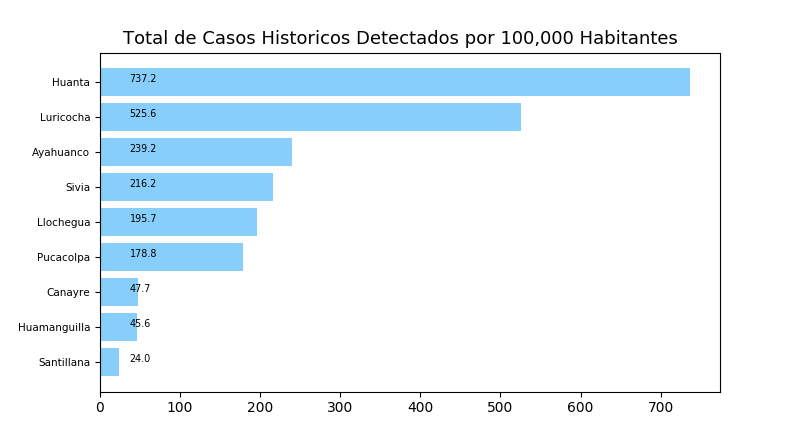 Total de Casos Historicos Detectados por 100,000 Habitantes
Huanta 737.2
Luricocha 525.6
Ayahuanco 239.2
Sivia 216.2
Llochegua 195.7
Pucacolpa 178.8
Canayre 47.7
Huamanguilla 45.6
Santillana 24.0
0 100 200 300 400 500 600 700